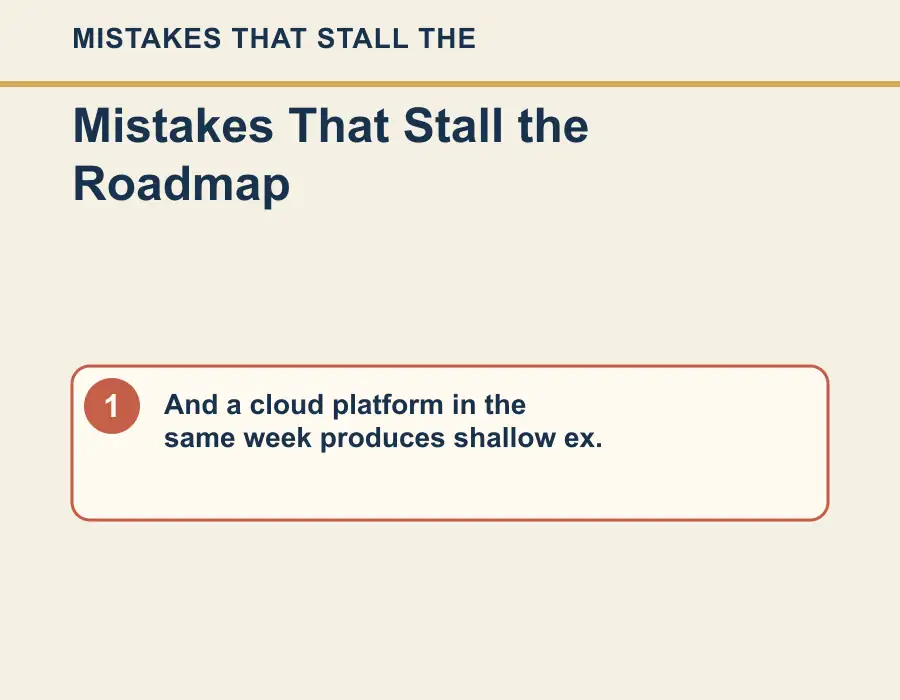 MISTAKES THAT STALL THE
Mistakes That Stall the
Roadmap
1
And a cloud platform in the
same week produces shallow ex.